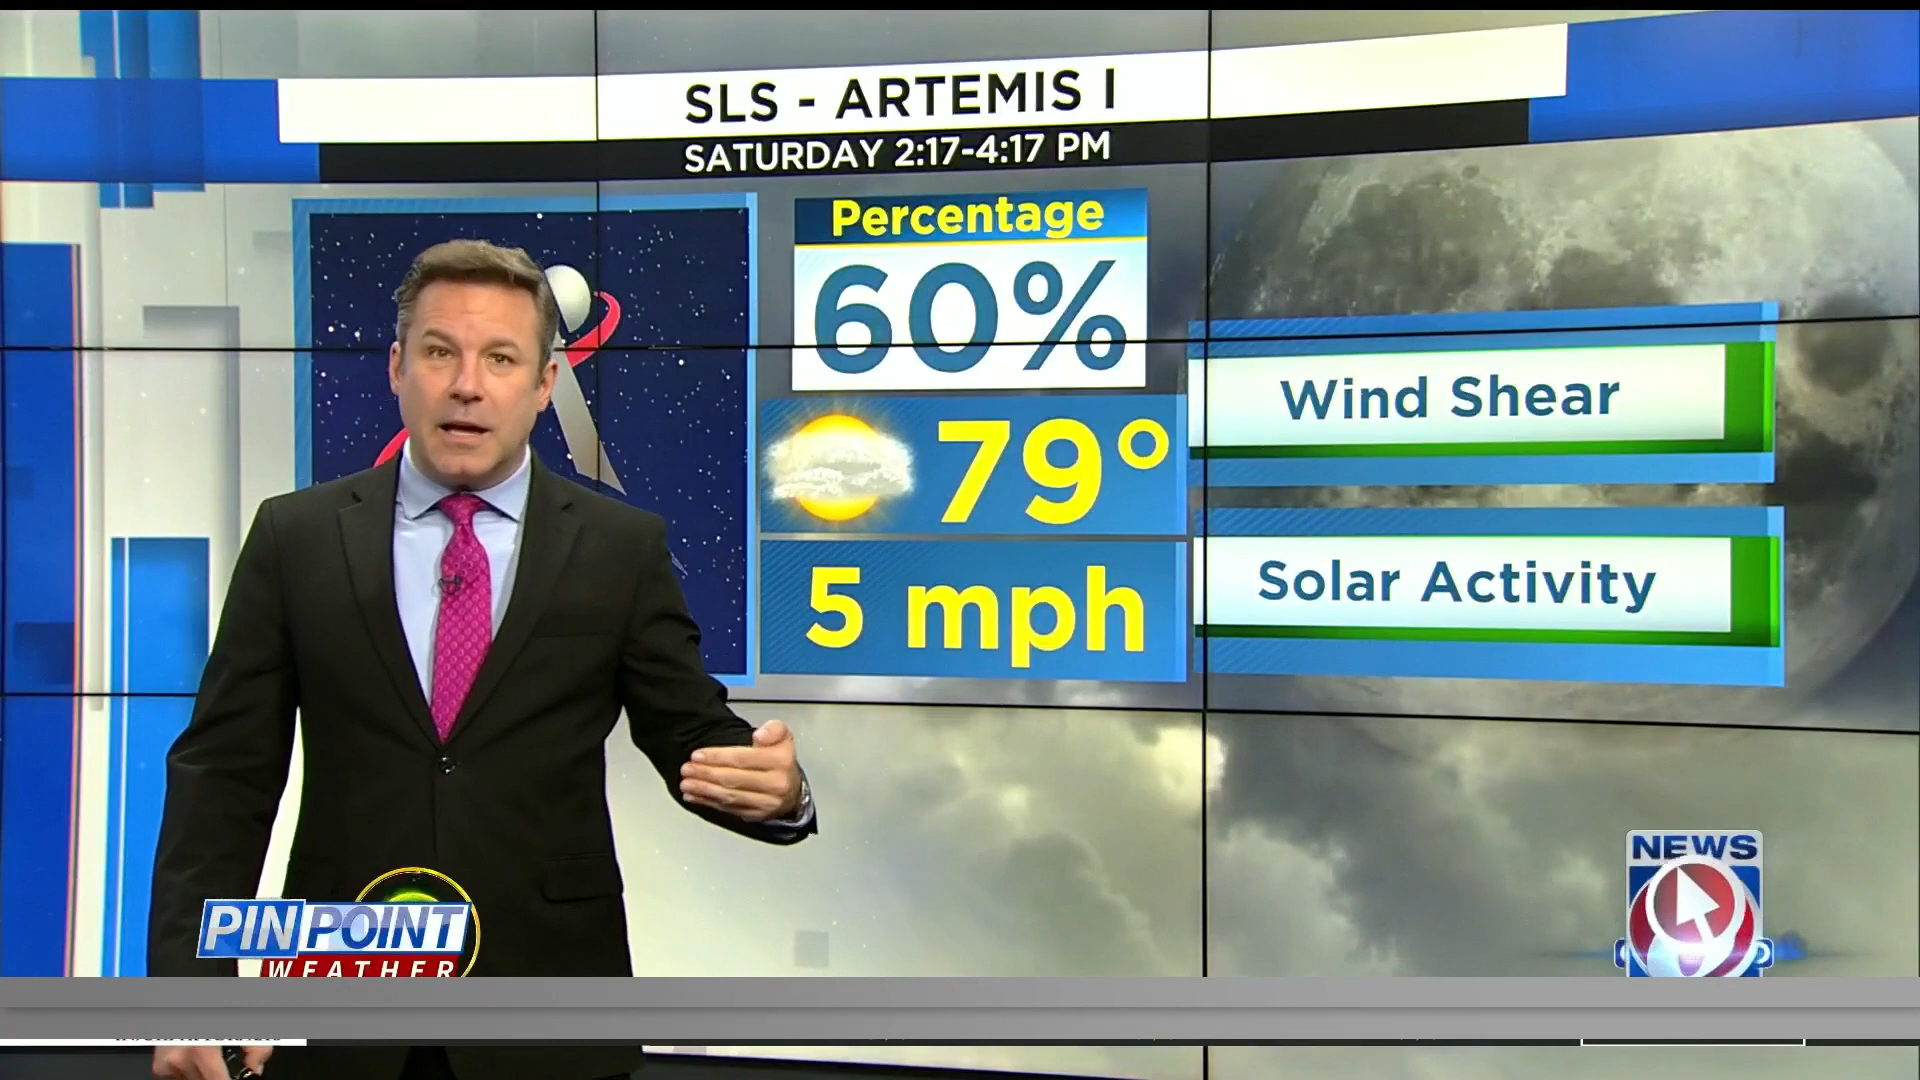 SLS - ARTEMIS I
SATURDAY 2:17-4:17 PM
Percentage
60%
79°
5 mph
Wind Shear
Solar Activity
PINPOINT
WEATHER
NEWS